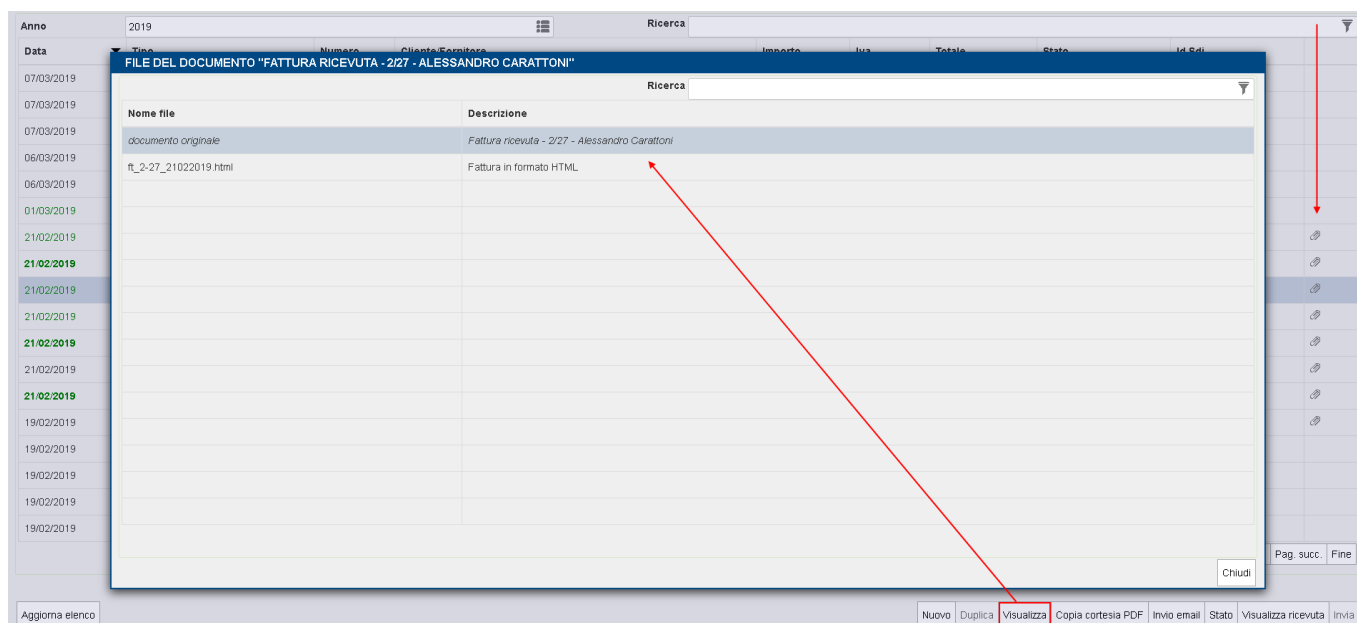 Anno 2019 Ricerca
Data Tipo Numero Cliente/Fornitore Importo Iva Totale Stato Id Sdi
FILE DEL DOCUMENTO "FATTURA RICEVUTA - 2/27 - ALESSANDRO CARATTONI"
07/03/2019
Ricerca
07/03/2019
Nome file Descrizione
07/03/2019
documento originale Fattura ricevuta - 2/27 - Alessandro Carattoni
06/03/2019
ft_2-27_21022019.html Fattura in formato HTML
06/03/2019
01/03/2019
21/02/2019
21/02/2019
21/02/2019
21/02/2019
21/02/2019
21/02/2019
21/02/2019
19/02/2019
19/02/2019
19/02/2019
19/02/2019
19/02/2019
Pag. succ. Fine
Chiudi
Aggiorna elenco Nuovo Duplica Visualizza Copia cortesia PDF Invio email Stato Visualizza ricevuta Invia